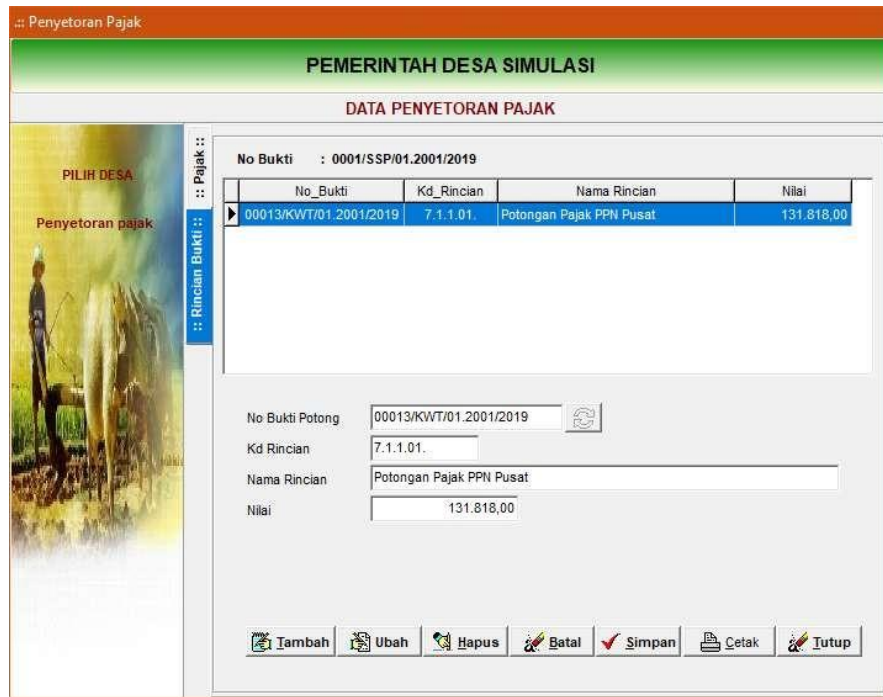 .:: Penyetoran Pajak
PEMERINTAH DESA SIMULASI
DATA PENYETORAN PAJAK
PILIH DESA
Penyetoran pajak
:: Pajak ::
:: Rincian Bukti ::
No Bukti : 0001/SSP/01.2001/2019
No_Bukti Kd_Rincian Nama Rincian Nilai
00013/KWT/01.2001/2019 7.1.1.01. Potongan Pajak PPN Pusat 131.818,00
No Bukti Potong 00013/KWT/01.2001/2019
Kd Rincian 7.1.1.01.
Nama Rincian Potongan Pajak PPN Pusat
Nilai 131.818,00
Tambah Ubah Hapus Batal Simpan Cetak Tutup